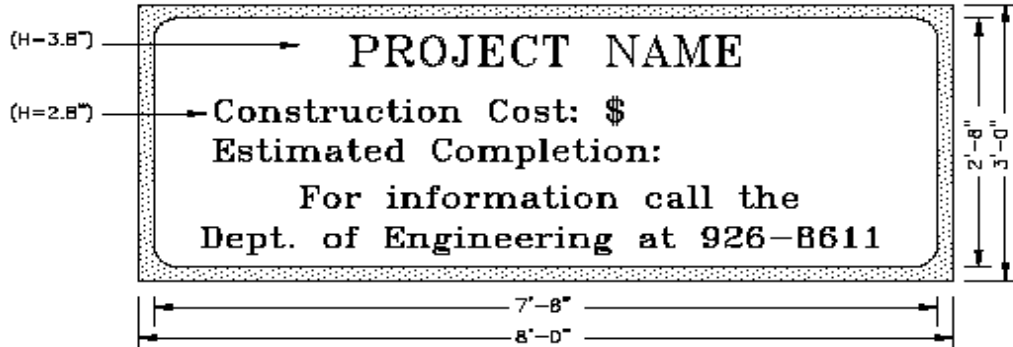 (H-3.8") PROJECT NAME
(H=2.8") Construction Cost: $
Estimated Completion:
For information call the
Dept. of Engineering at 926-8611
2'-8"
3'-0"
7'-8"
8'-0"